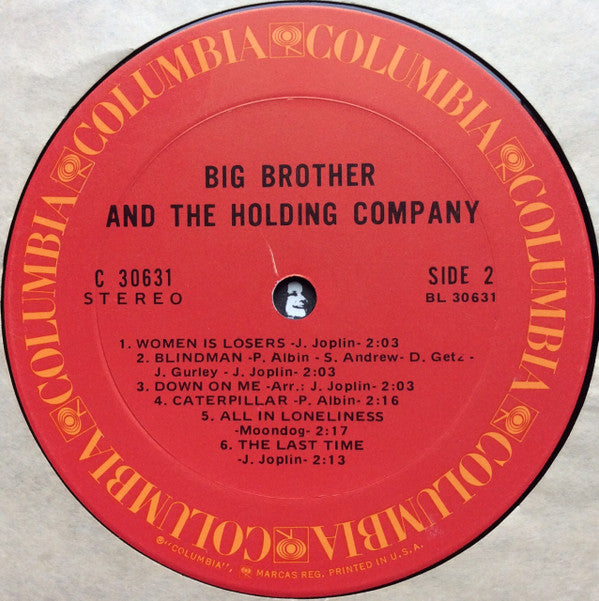 COLUMBIA COLUMBIA COLUMBIA COLUMBIA COLUMBIA COLUMBIA COLUMBIA COLUMBIA
BIG BROTHER
AND THE HOLDING COMPANY
C 30631
STEREO
SIDE 2
BL 30631
1. WOMEN IS LOSERS -J. Joplin- 2:03
2. BLINDMAN -P. Albin - S. Andrew- D. Getz -
J. Gurley - J. Joplin- 2:03
3. DOWN ON ME -Arr.: J. Joplin- 2:03
4. CATERPILLAR -P. Albin- 2:16
5. ALL IN LONELINESS
-Moondog- 2:17
6. THE LAST TIME
-J. Joplin- 2:13
℗"COLUMBIA", MARCAS REG. PRINTED IN U.S.A.